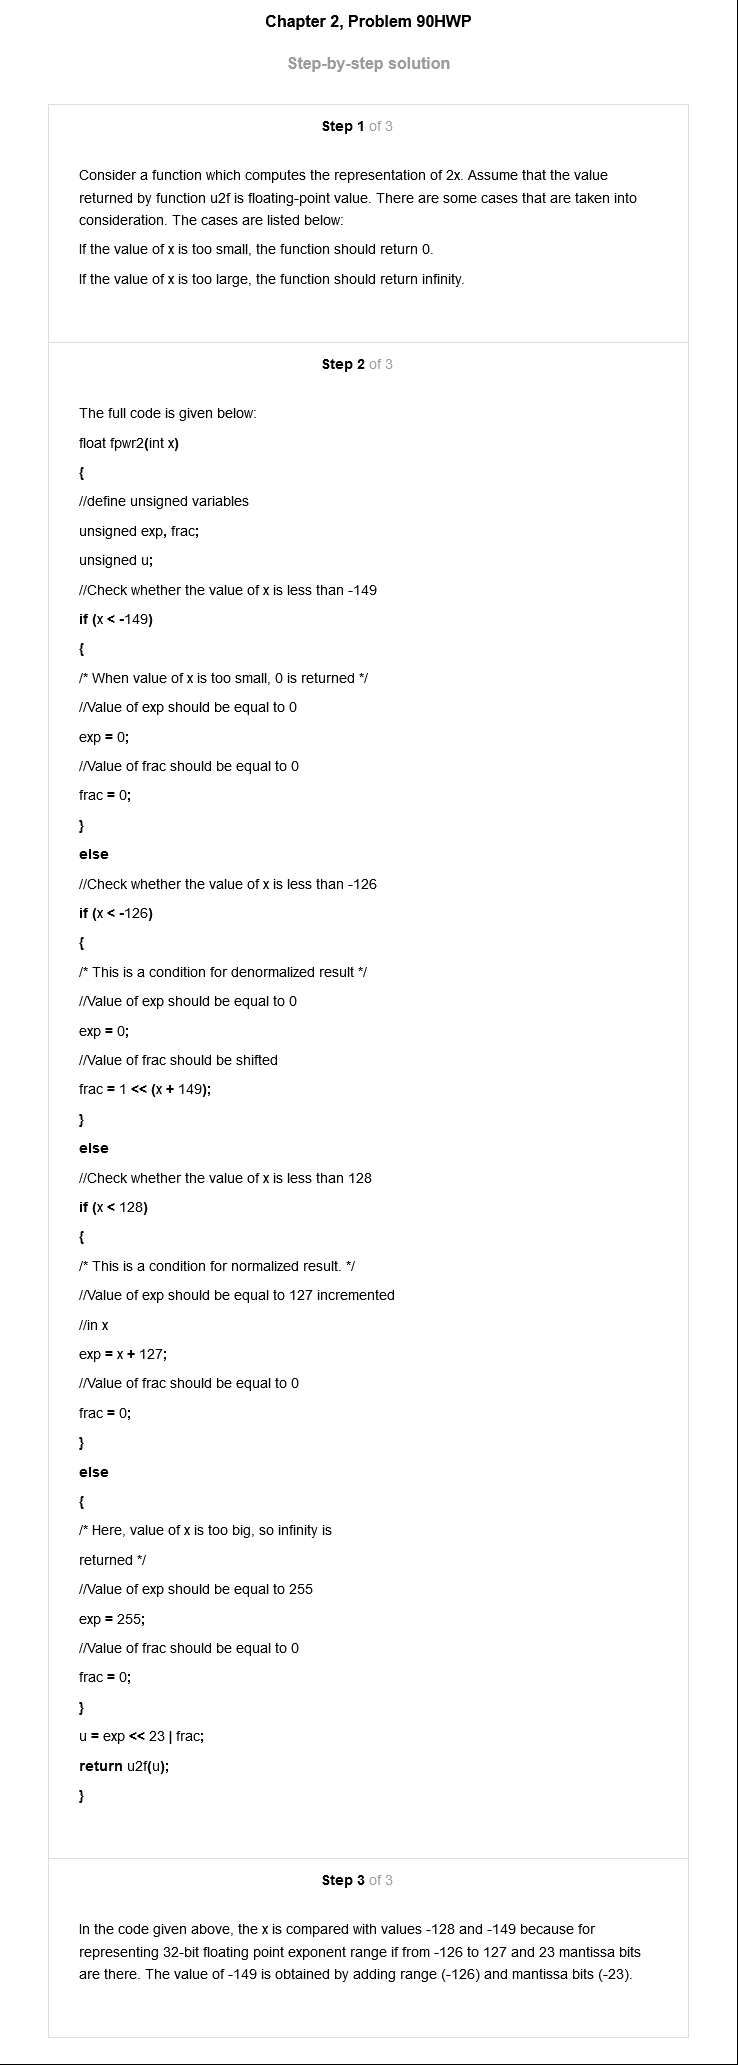 Chapter 2, Problem 90HWP
Step-by-step solution
Step 1 of 3
Consider a function which computes the representation of 2x. Assume that the value
returned by function u2f is floating-point value. There are some cases that are taken into
consideration. The cases are listed below:
If the value of x is too small, the function should return 0.
If the value of x is too large, the function should return infinity.
Step 2 of 3
The full code is given below:
float fpwr2(int x)
{
//define unsigned variables
unsigned exp, frac;
unsigned u;
//Check whether the value of x is less than -149
if (x < -149)
{
/* When value of x is too small, 0 is returned */
//Value of exp should be equal to 0
exp = 0;
//Value of frac should be equal to 0
frac = 0;
}
else
//Check whether the value of x is less than -126
if (x < -126)
{
/* This is a condition for denormalized result */
//Value of exp should be equal to 0
exp = 0;
//Value of frac should be shifted
frac = 1 << (x + 149);
}
else
//Check whether the value of x is less than 128
if (x < 128)
{
/* This is a condition for normalized result. */
//Value of exp should be equal to 127 incremented
//in x
exp = x + 127;
//Value of frac should be equal to 0
frac = 0;
}
else
{
/* Here, value of x is too big, so infinity is
returned */
//Value of exp should be equal to 255
exp = 255;
//Value of frac should be equal to 0
frac = 0;
}
u = exp << 23 | frac;
return u2f(u);
}
Step 3 of 3
In the code given above, the x is compared with values -128 and -149 because for
representing 32-bit floating point exponent range if from -126 to 127 and 23 mantissa bits
are there. The value of -149 is obtained by adding range (-126) and mantissa bits (-23).